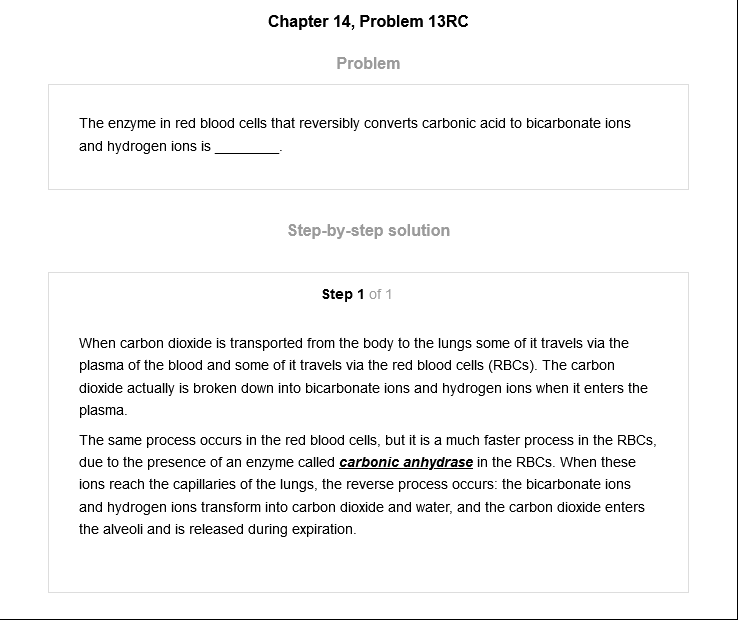 Chapter 14, Problem 13RC
Problem
The enzyme in red blood cells that reversibly converts carbonic acid to bicarbonate ions
and hydrogen ions is ________.
Step-by-step solution
Step 1 of 1
When carbon dioxide is transported from the body to the lungs some of it travels via the
plasma of the blood and some of it travels via the red blood cells (RBCs). The carbon
dioxide actually is broken down into bicarbonate ions and hydrogen ions when it enters the
plasma.
The same process occurs in the red blood cells, but it is a much faster process in the RBCs,
due to the presence of an enzyme called carbonic anhydrase in the RBCs. When these
ions reach the capillaries of the lungs, the reverse process occurs: the bicarbonate ions
and hydrogen ions transform into carbon dioxide and water, and the carbon dioxide enters
the alveoli and is released during expiration.